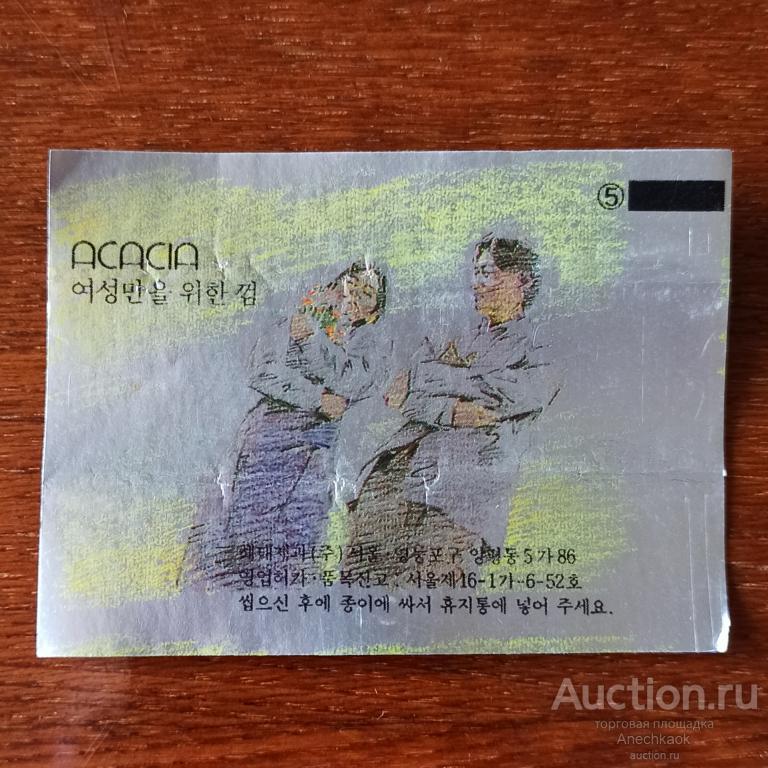 ⑤
ACACIA
여성만을 위한 껌
해태제과(주) 서울·영등포구 양평동5가86
영업허가·품목신고 : 서울제16-1가-6-52호
씹으신 후에 종이에 싸서 휴지통에 넣어 주세요.
Auction.ru
торговая площадка
Anechkaok
auction.ru